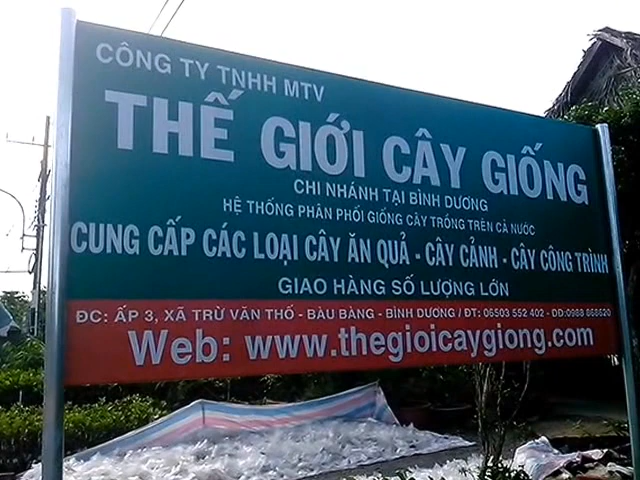 CÔNG TY TNHH MTV
THẾ GIỚI CÂY GIỐNG
CHI NHÁNH TẠI BÌNH DƯƠNG
HỆ THỐNG PHÂN PHỐI GIỐNG CÂY TRỒNG TRÊN CẢ NƯỚC
CUNG CẤP CÁC LOẠI CÂY ĂN QUẢ - CÂY CẢNH - CÂY CÔNG TRÌNH
GIAO HÀNG SỐ LƯỢNG LỚN
ĐC: ẤP 3, XÃ TRỪ VĂN THỐ - BÀU BÀNG - BÌNH DƯƠNG / ĐT: 06503 552 402 - DĐ:0988 868620
Web: www.thegioicaygiong.com